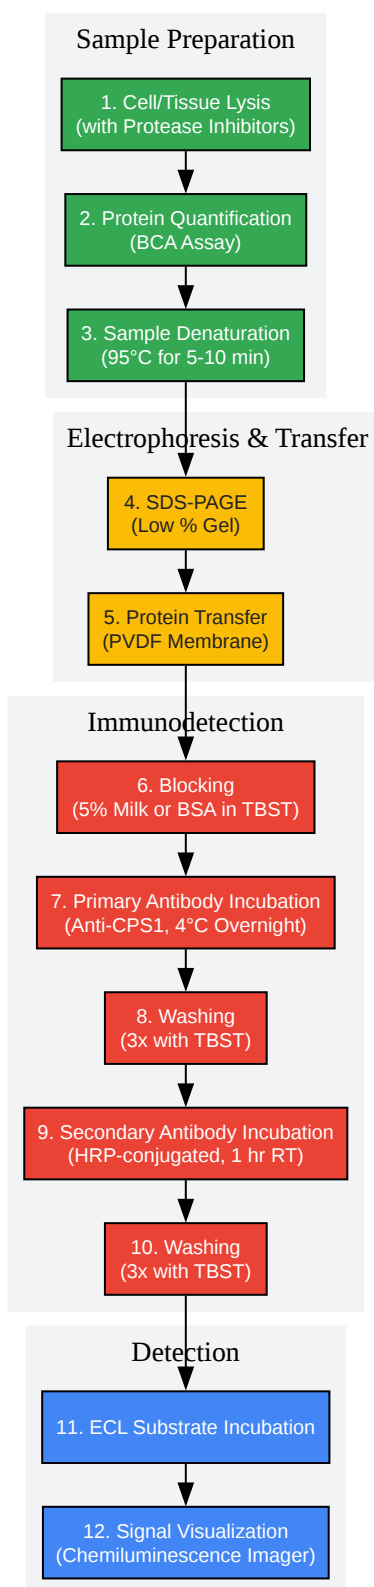 Sample Preparation
1. Cell/Tissue Lysis
(with Protease Inhibitors)
2. Protein Quantification
(BCA Assay)
3. Sample Denaturation
(95°C for 5-10 min)
Electrophoresis & Transfer
4. SDS-PAGE
(Low % Gel)
5. Protein Transfer
(PVDF Membrane)
Immunodetection
6. Blocking
(5% Milk or BSA in TBST)
7. Primary Antibody Incubation
(Anti-CPS1, 4°C Overnight)
8. Washing
(3x with TBST)
9. Secondary Antibody Incubation
(HRP-conjugated, 1 hr RT)
10. Washing
(3x with TBST)
Detection
11. ECL Substrate Incubation
12. Signal Visualization
(Chemiluminescence Imager)